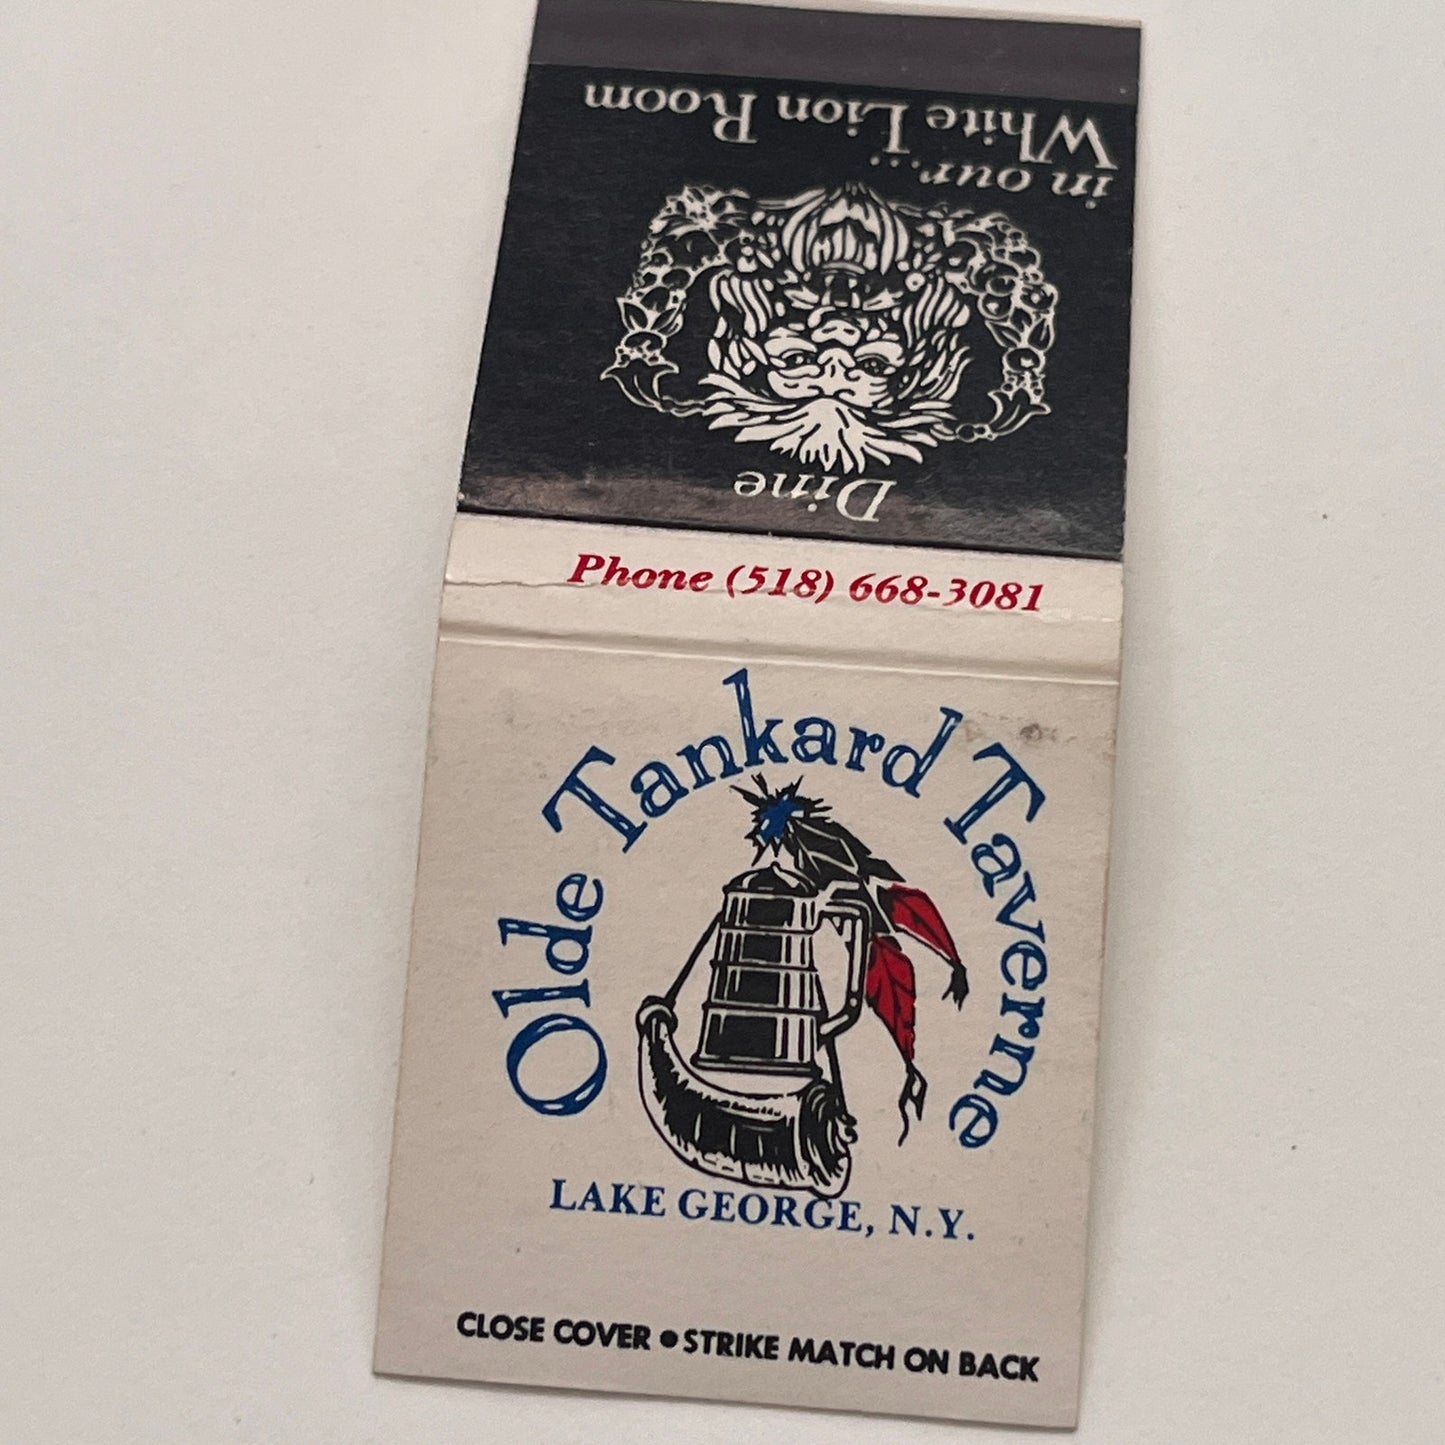 Dine
in our...
White Lion Room
Phone (518) 668-3081
Olde Tankard Taverne
LAKE GEORGE, N.Y.
CLOSE COVER ● STRIKE MATCH ON BACK